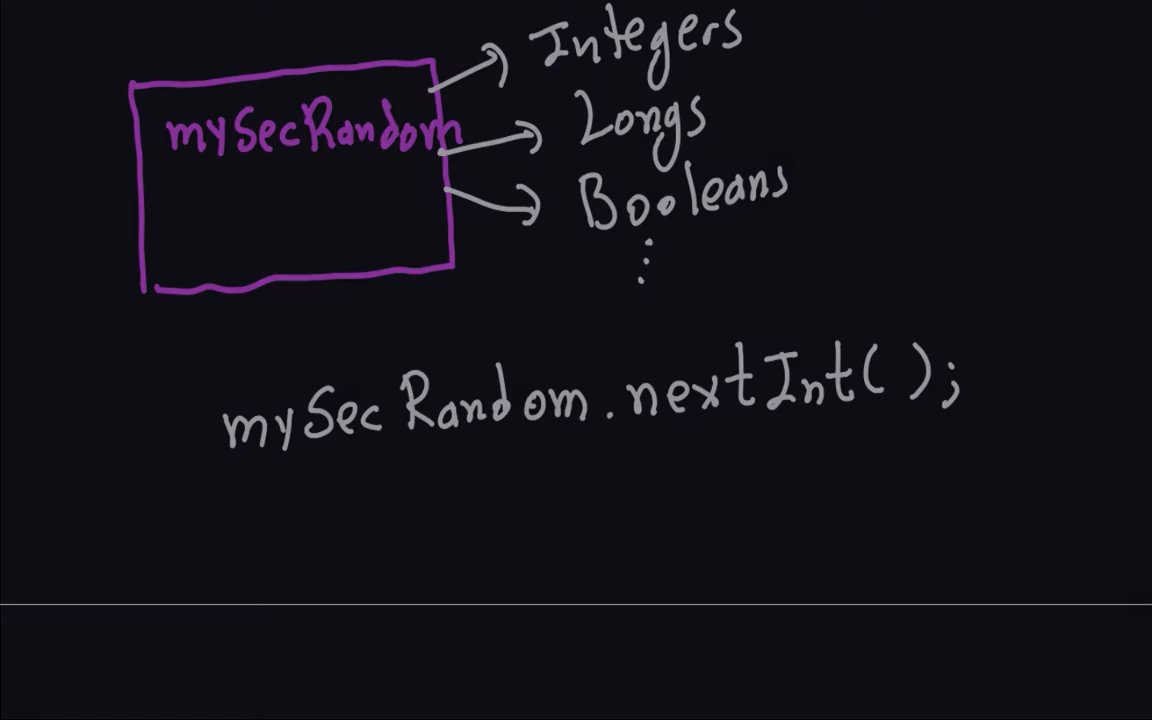 Integers
mySecRandom
Longs
Booleans
⋮
mySecRandom.nextInt( );